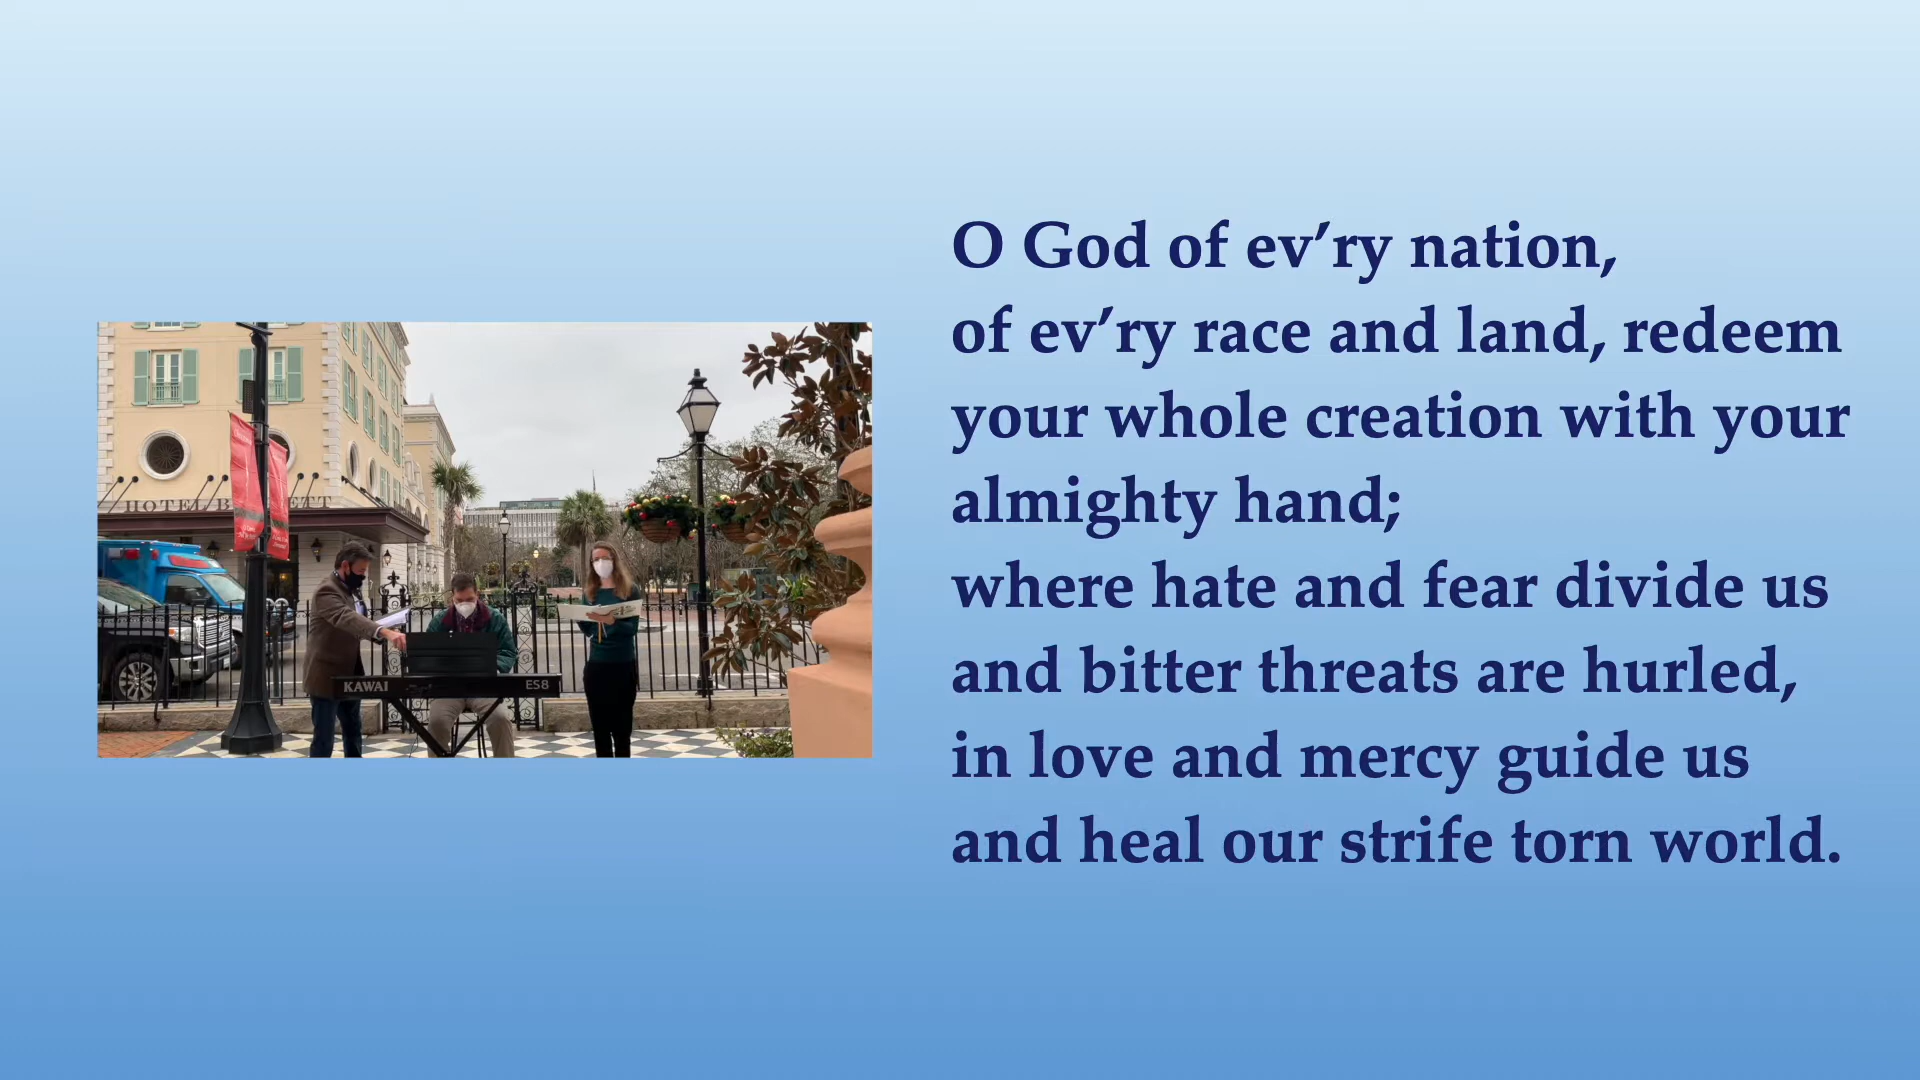 O God of ev’ry nation,
of ev’ry race and land, redeem
your whole creation with your
almighty hand;
where hate and fear divide us
and bitter threats are hurled,
in love and mercy guide us
and heal our strife torn world.
HOTEL
KAWAI
ES8